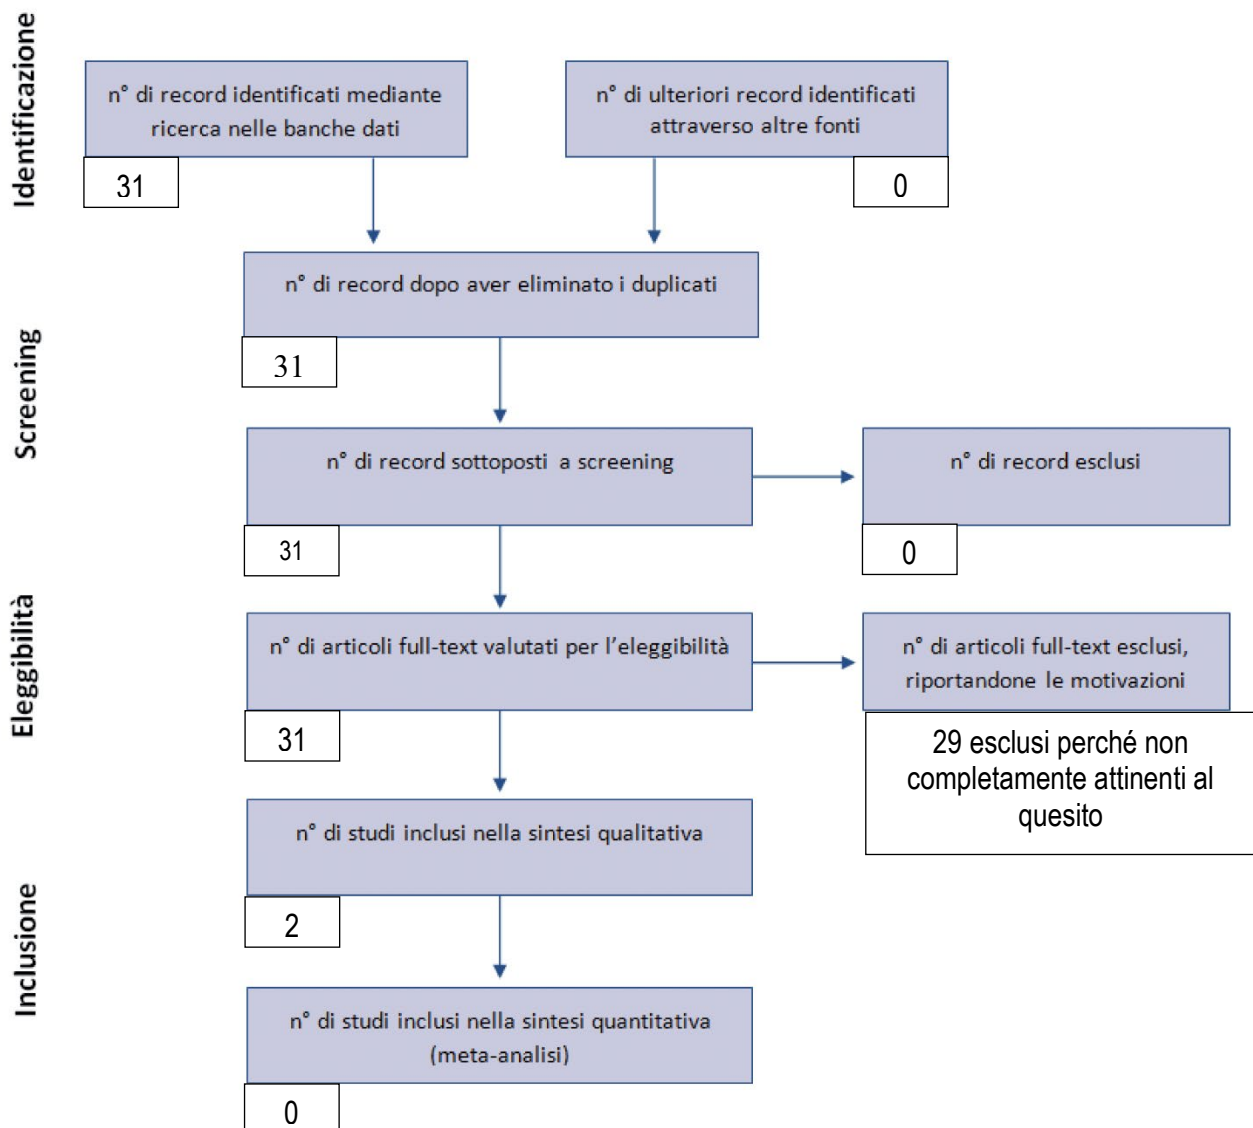 Identificazione
n° di record identificati mediante
ricerca nelle banche dati
31
n° di ulteriori record identificati
attraverso altre fonti
0
Screening
n° di record dopo aver eliminato i duplicati
31
n° di record sottoposti a screening
31
n° di record esclusi
0
Eleggibilità
n° di articoli full-text valutati per l'eleggibilità
31
n° di articoli full-text esclusi,
riportandone le motivazioni
29 esclusi perché non
completamente attinenti al
quesito
Inclusione
n° di studi inclusi nella sintesi qualitativa
2
n° di studi inclusi nella sintesi quantitativa
(meta-analisi)
0